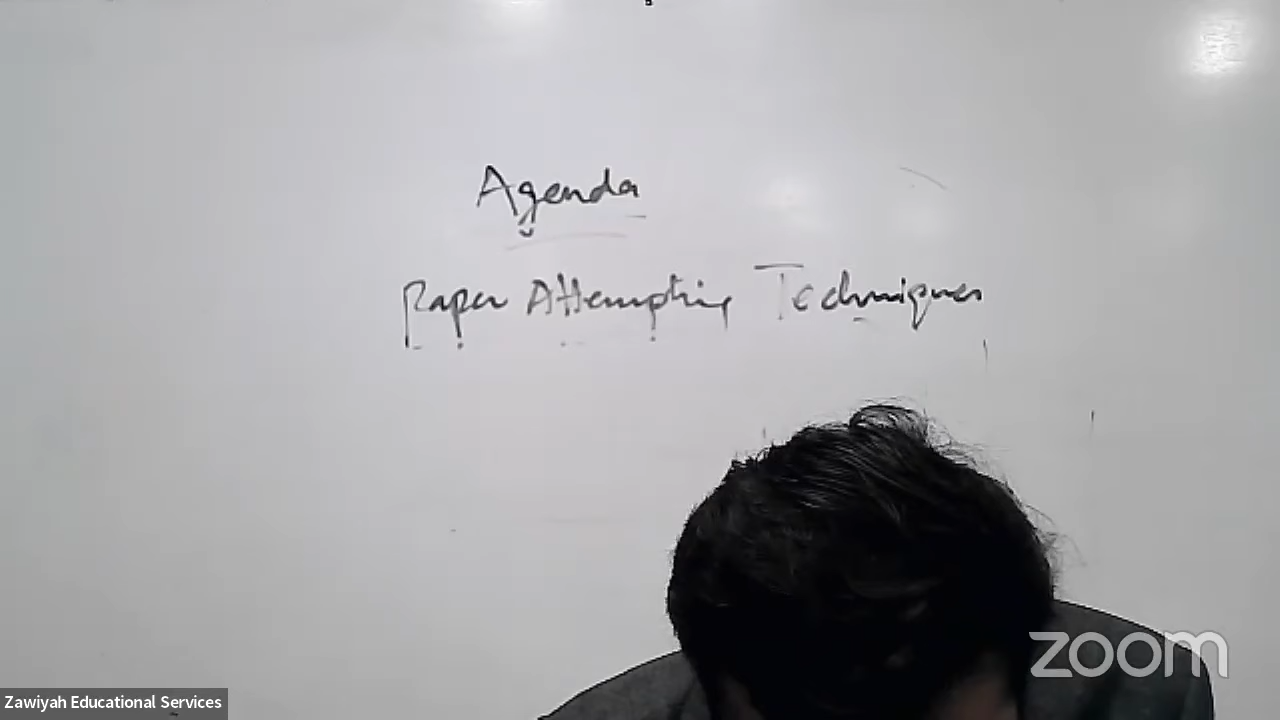 Agenda
Paper Attempting Techniques
zoom
Zawiyah Educational Services